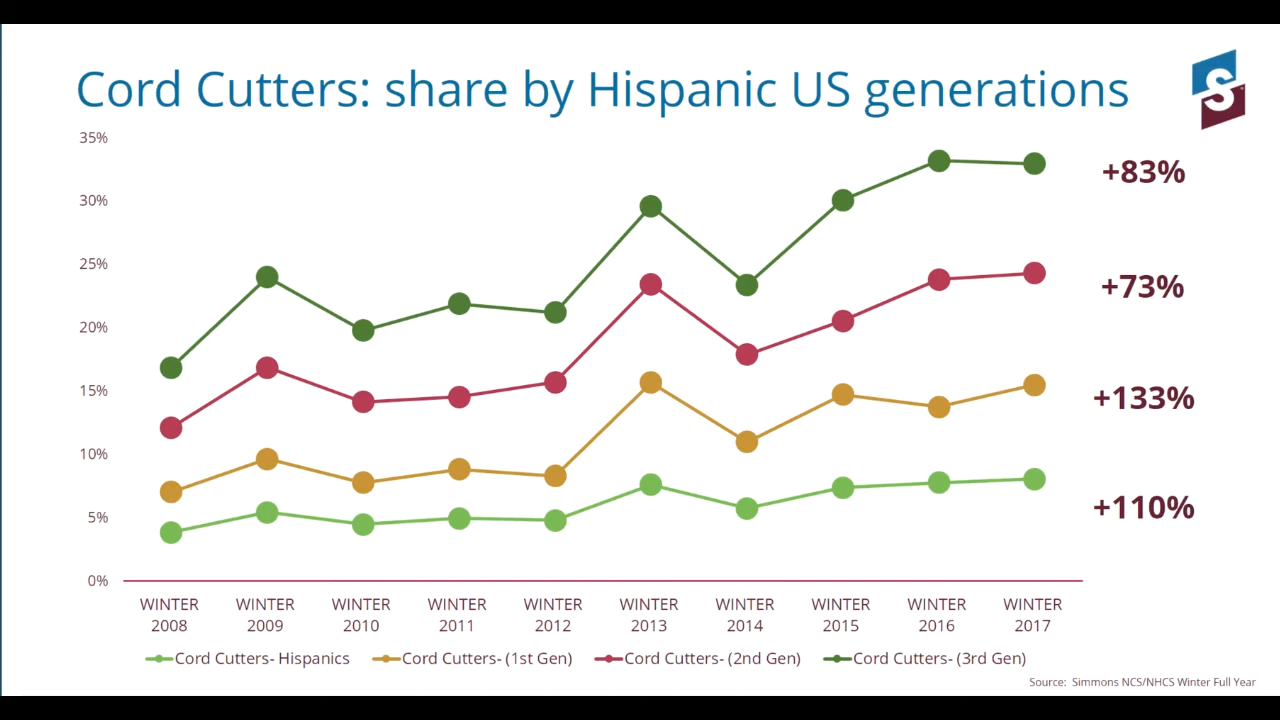 Cord Cutters: share by Hispanic US generations
S
35%
30%
25%
20%
15%
10%
5%
0%
+83%
+73%
+133%
+110%
WINTER 2008
WINTER 2009
WINTER 2010
WINTER 2011
WINTER 2012
WINTER 2013
WINTER 2014
WINTER 2015
WINTER 2016
WINTER 2017
Cord Cutters- Hispanics
Cord Cutters- (1st Gen)
Cord Cutters- (2nd Gen)
Cord Cutters- (3rd Gen)
Source: Simmons NCS/NHCS Winter Full Year